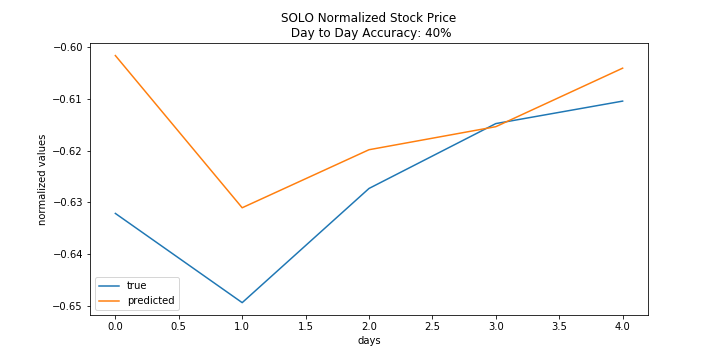 SOLO Normalized Stock Price
Day to Day Accuracy: 40%
−0.60
−0.61
−0.62
−0.63
−0.64
−0.65
normalized values
true
predicted
0.0 0.5 1.0 1.5 2.0 2.5 3.0 3.5 4.0
days